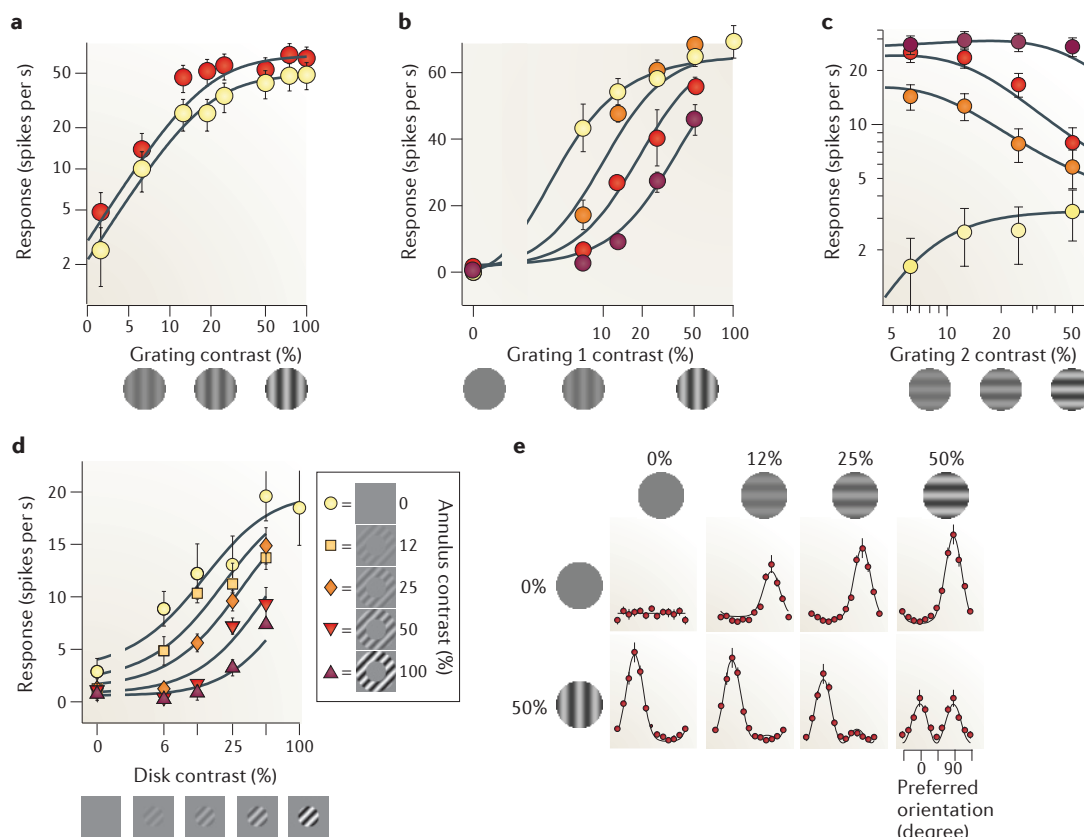 a
Response (spikes per s)
50
20
10
5
2
0 5 10 20 50 100
Grating contrast (%)
b
Response (spikes per s)
60
40
20
0
0 10 20 50 100
Grating 1 contrast (%)
c
Response (spikes per s)
20
10
5
2
1
5 10 20 50
Grating 2 contrast (%)
d
Response (spikes per s)
20
15
10
5
0
0 6 25 100
Disk contrast (%)
= 0
= 12
= 25
= 50
= 100
Annulus contrast (%)
e
0% 12% 25% 50%
0%
50%
0 90
Preferred
orientation
(degree)